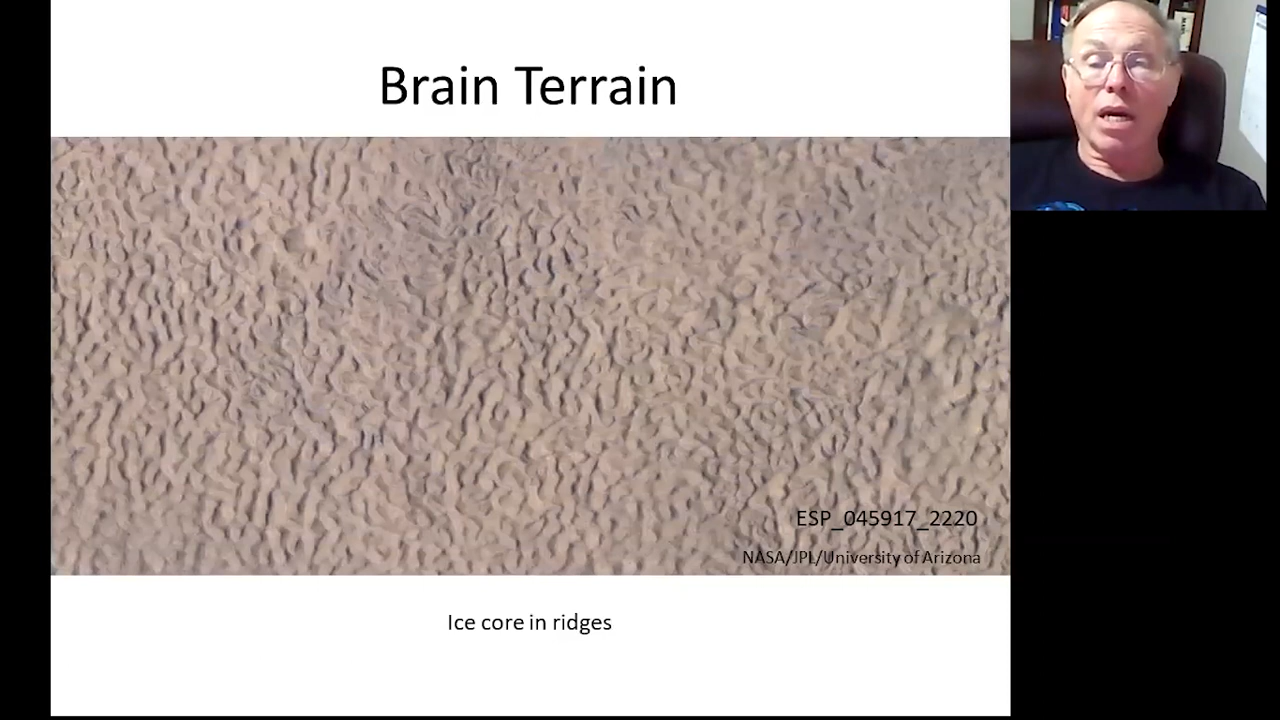 Brain Terrain
ESP_045917_2220
NASA/JPL/University of Arizona
Ice core in ridges